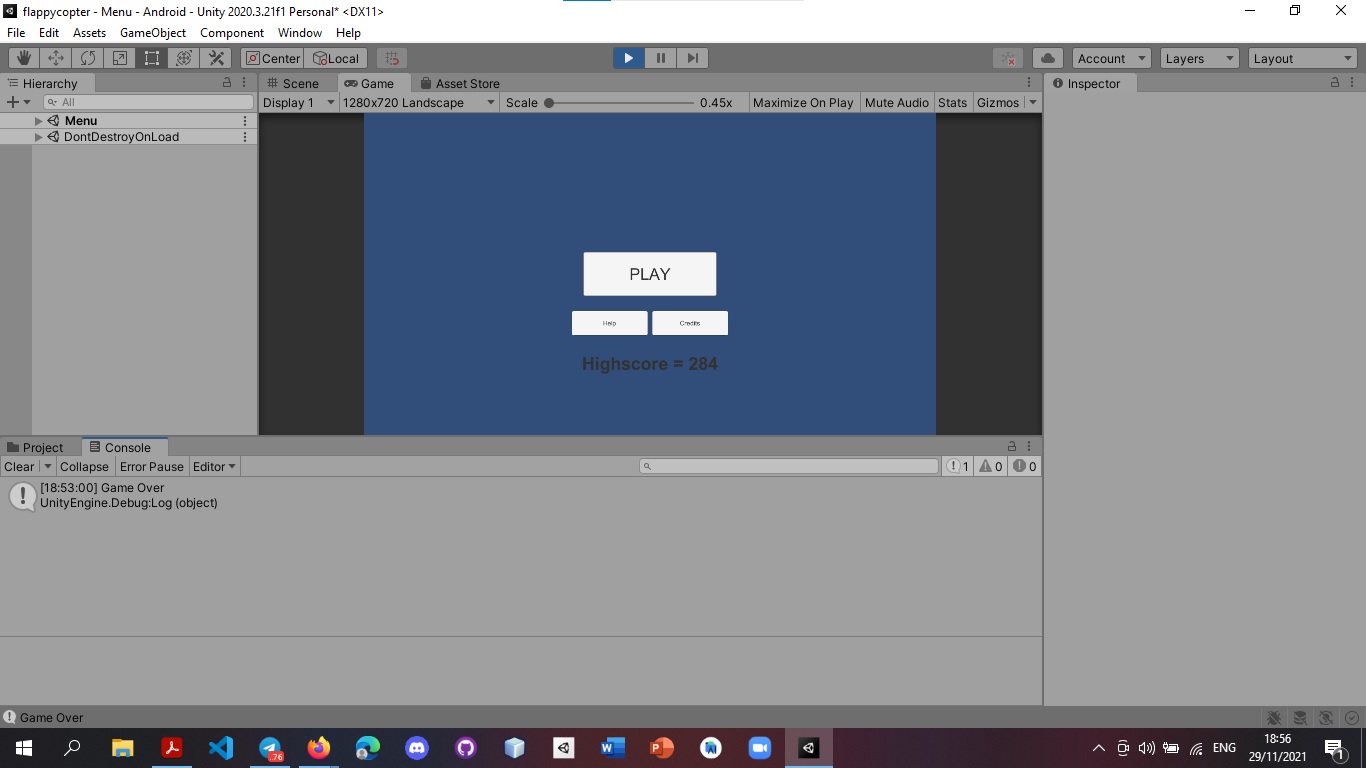 flappycopter - Menu - Android - Unity 2020.3.21f1 Personal* <DX11>
File Edit Assets GameObject Component Window Help
Center Local Account Layers Layout
Hierarchy Scene Game Asset Store Inspector
All Display 1 1280x720 Landscape Scale 0.45x Maximize On Play Mute Audio Stats Gizmos
Menu
DontDestroyOnLoad
PLAY
Help Credits
Highscore = 284
Project Console
Clear Collapse Error Pause Editor 1 0 0
[18:53:00] Game Over
UnityEngine.Debug:Log (object)
Game Over
.76
ENG
18:56
29/11/2021
1